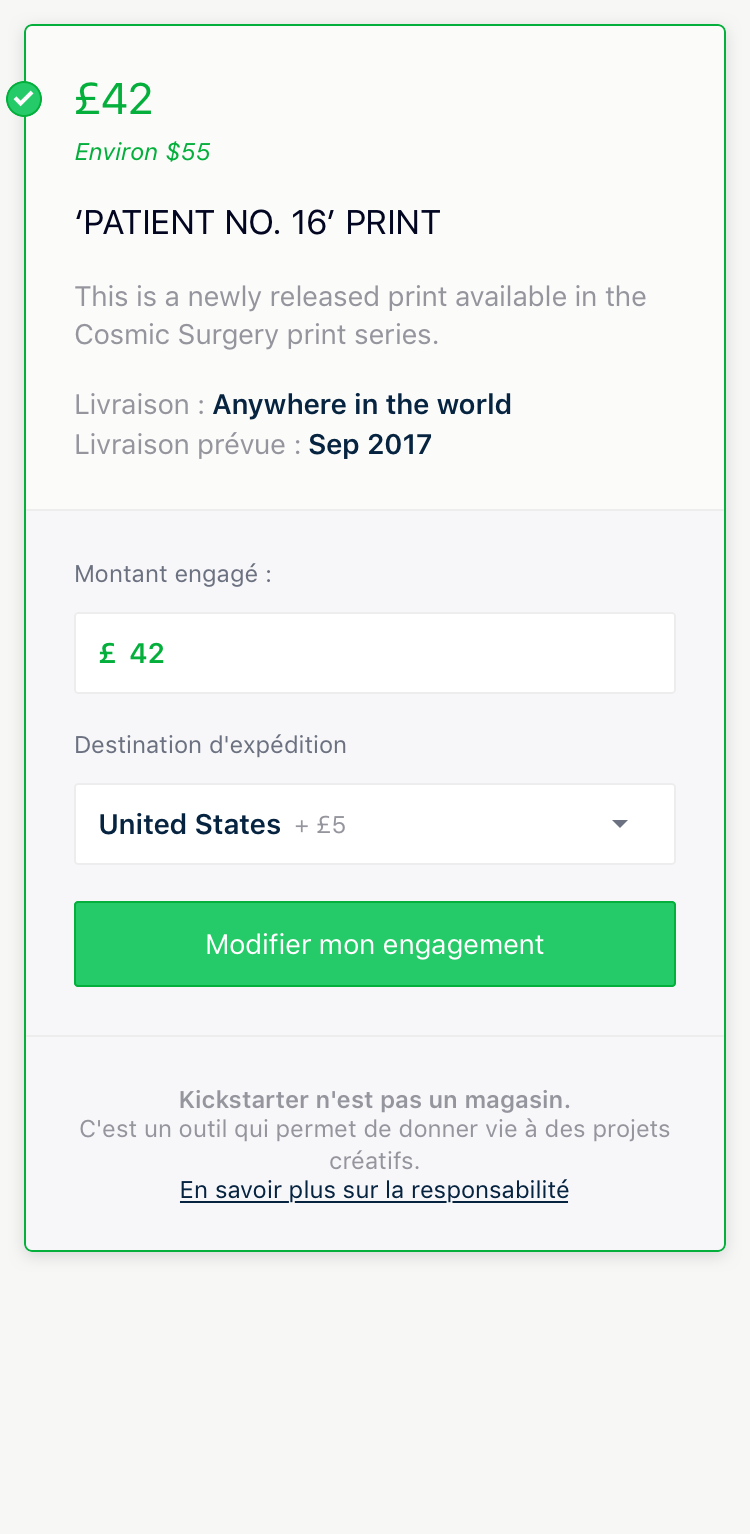 £42
Environ $55
‘PATIENT NO. 16’ PRINT
This is a newly released print available in the
Cosmic Surgery print series.
Livraison : Anywhere in the world
Livraison prévue : Sep 2017
Montant engagé :
£ 42
Destination d'expédition
United States + £5
Modifier mon engagement
Kickstarter n'est pas un magasin.
C'est un outil qui permet de donner vie à des projets
créatifs.
En savoir plus sur la responsabilité